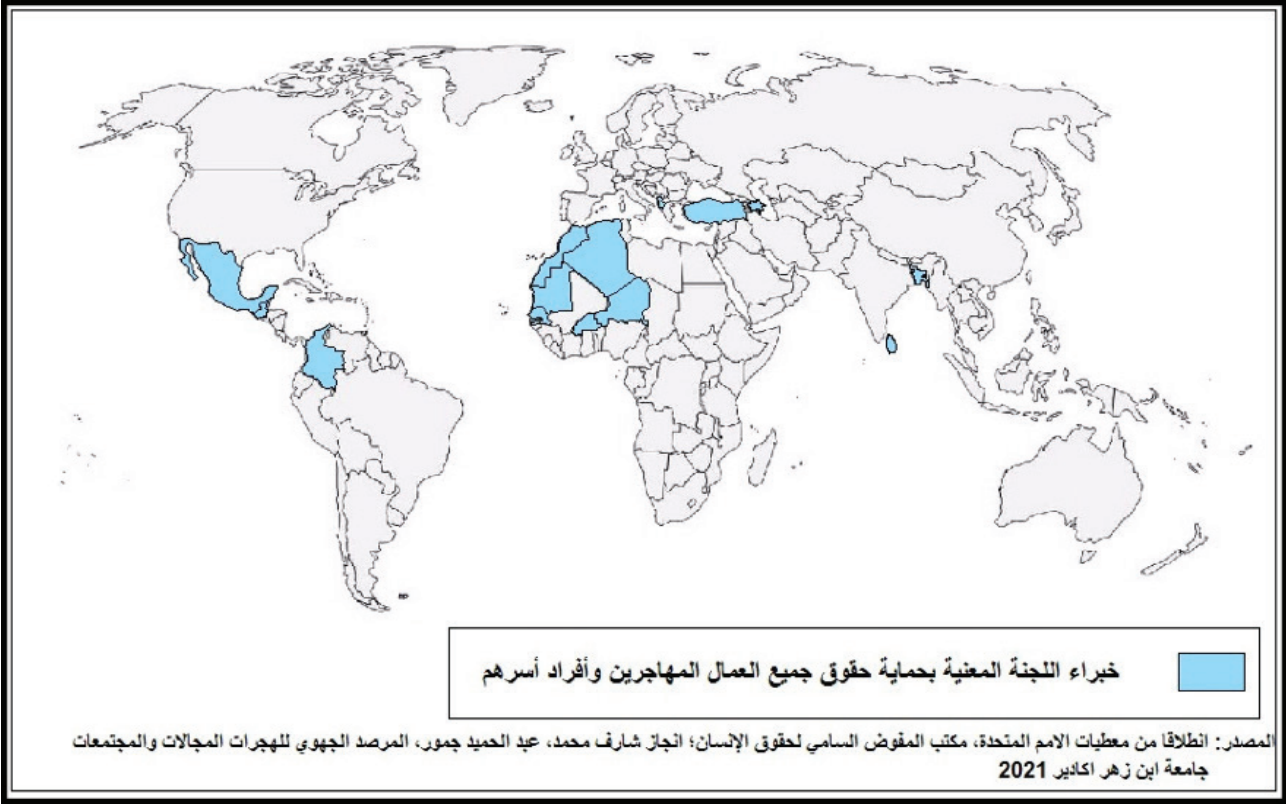 خبراء اللجنة المعنية بحماية حقوق جميع العمال المهاجرين وأفراد أسرهم
المصدر: انطلاقا من معطيات الامم المتحدة، مكتب المفوض السامي لحقوق الإنسان؛ انجاز شارف محمد، عبد الحميد جمور، المرصد الجهوي للهجرات المجالات والمجتمعات
جامعة ابن زهر اكادير 2021